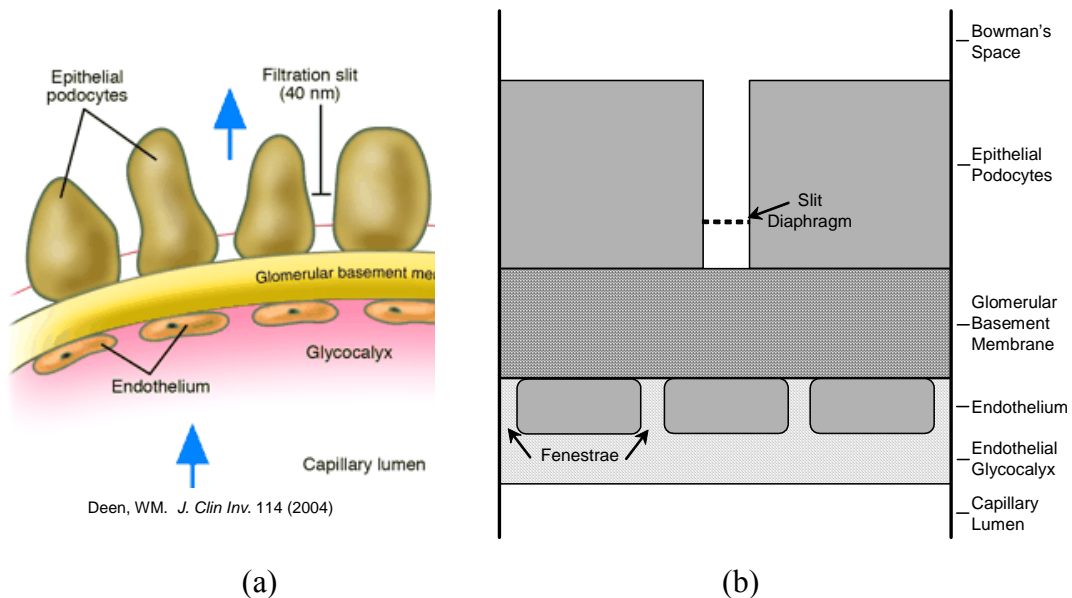 Epithelial
podocytes
Filtration slit
(40 nm)
Glomerular basement
Glycocalyx
Endothelium
Capillary lumen
Deen, WM. J. Clin Inv. 114 (2004)
(a)
Bowman's
Space
Epithelial
Podocytes
Slit
Diaphragm
Glomerular
Basement
Membrane
Endothelium
Fenestrae
Endothelial
Glycocalyx
Capillary
Lumen
(b)